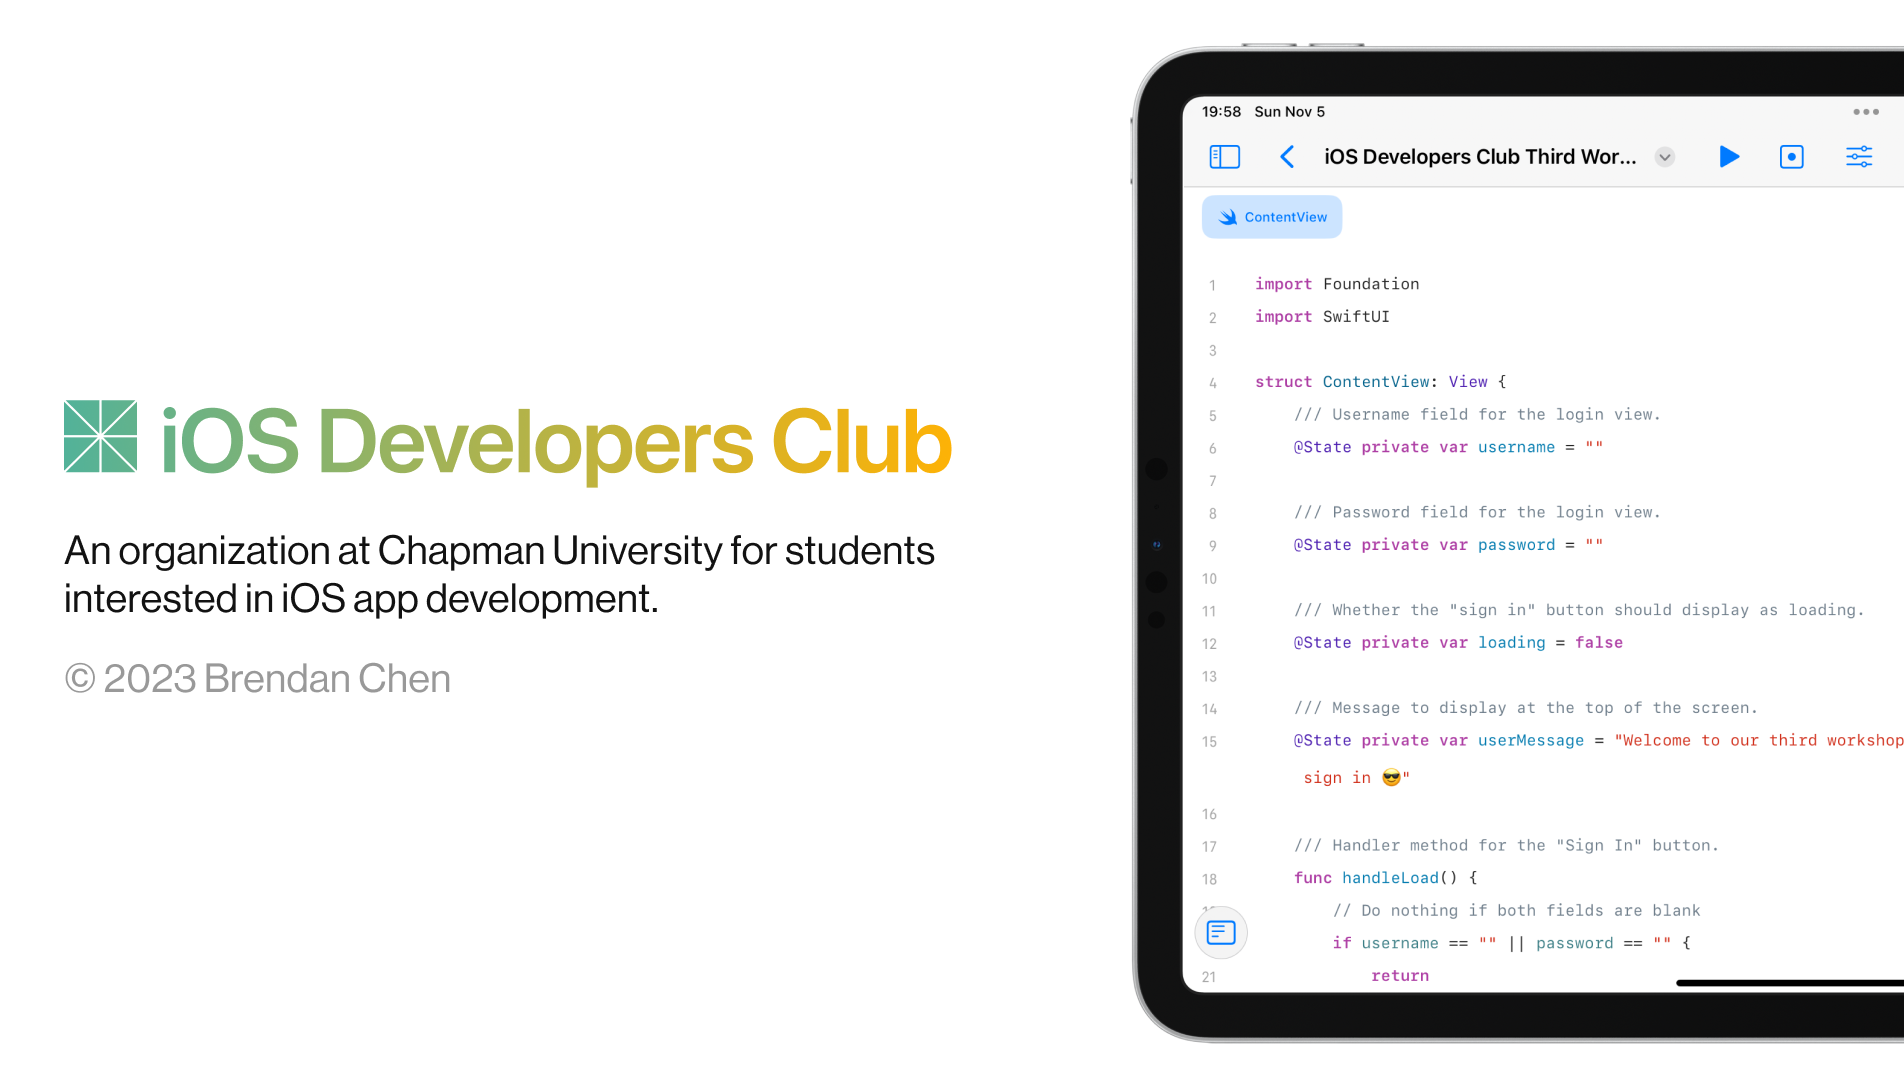 iOS Developers Club
An organization at Chapman University for students
interested in iOS app development.
© 2023 Brendan Chen
19:58 Sun Nov 5
iOS Developers Club Third Wor...
ContentView
1 import Foundation
2 import SwiftUI
3
4 struct ContentView: View {
5 /// Username field for the login view.
6 @State private var username = ""
7
8 /// Password field for the login view.
9 @State private var password = ""
10
11 /// Whether the "sign in" button should display as loading.
12 @State private var loading = false
13
14 /// Message to display at the top of the screen.
15 @State private var userMessage = "Welcome to our third workshop
sign in 😎"
16
17 /// Handler method for the "Sign In" button.
18 func handleLoad() {
// Do nothing if both fields are blank
if username == "" || password == "" {
21 return